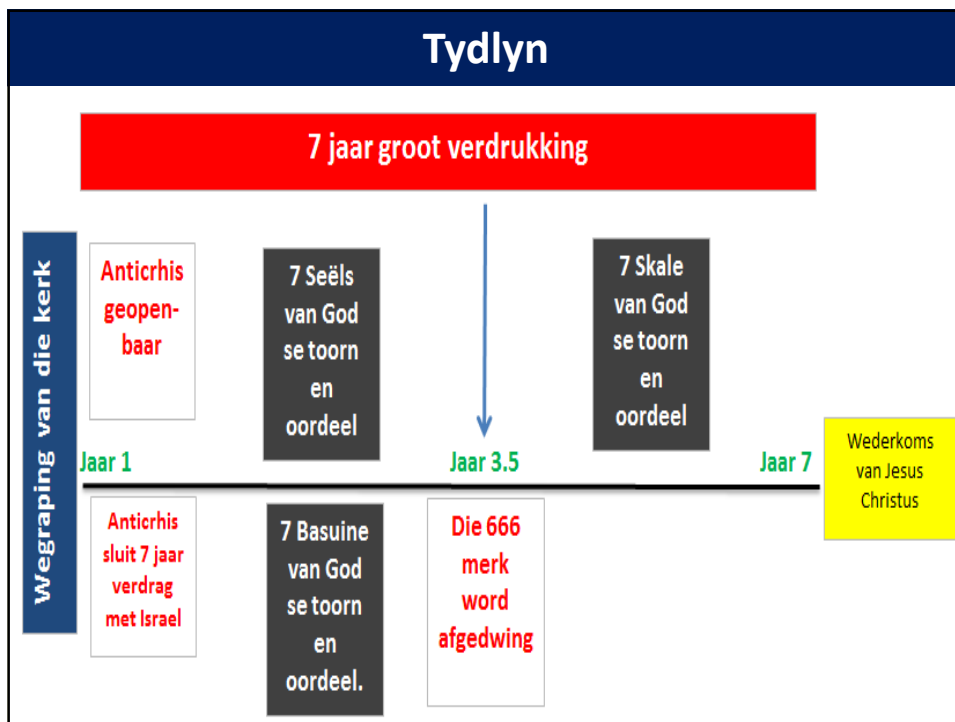 Tydlyn
7 jaar groot verdrukking
Wegraping van die kerk
Anticrhis
geopen-
baar
7 Seëls
van God
se toorn
en
oordeel
7 Skale
van God
se toorn
en
oordeel
Jaar 1
Jaar 3.5
Jaar 7
Wederkoms
van Jesus
Christus
Anticrhis
sluit 7 jaar
verdrag
met Israel
7 Basuine
van God
se toorn
en
oordeel.
Die 666
merk
word
afgedwing